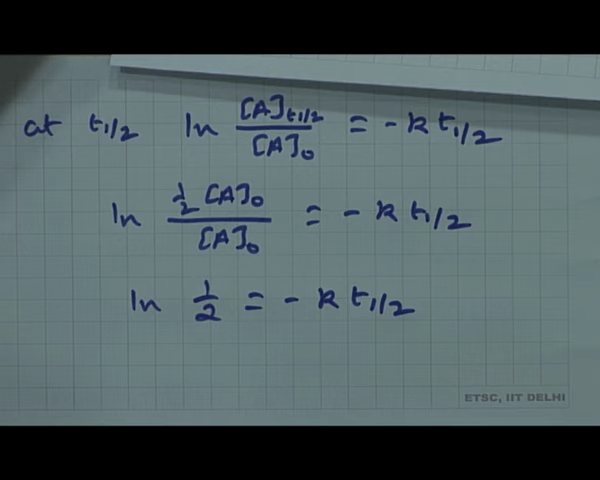 at t1/2 ln [A]t1/2 / [A]0 = - k t1/2
ln 1/2 [A]0 / [A]0 = - k t1/2
ln 1/2 = - k t1/2
ETSC, IIT DELHI